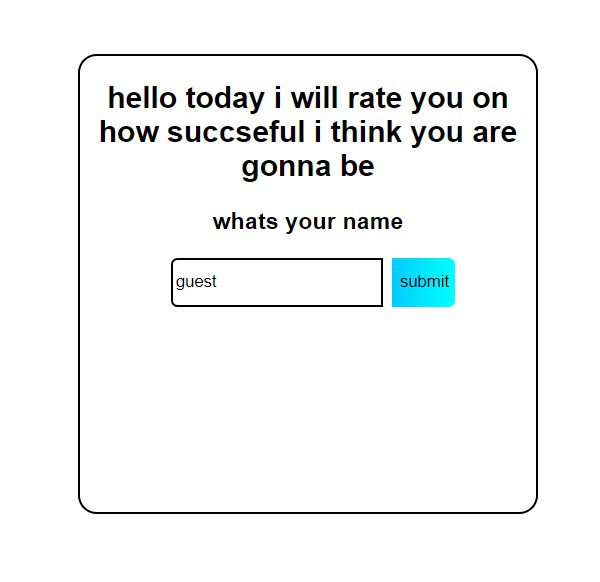 hello today i will rate you on
how succseful i think you are
gonna be
whats your name
guest
submit